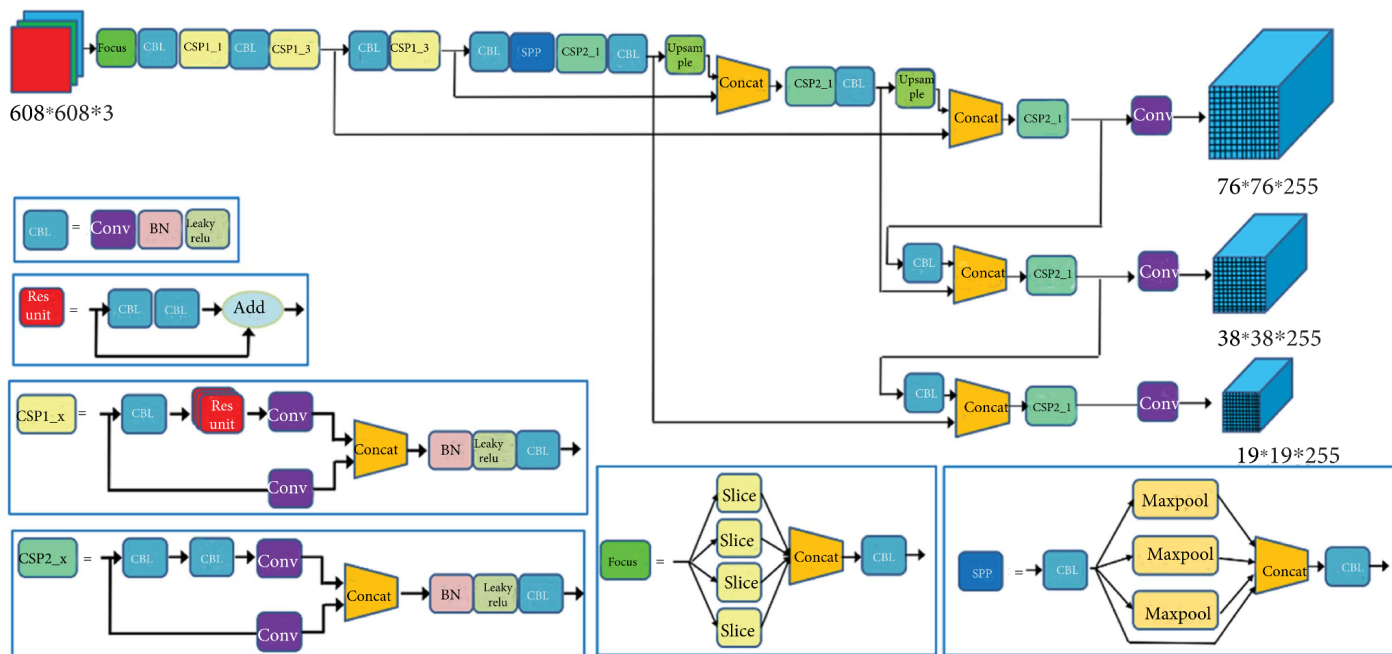 Focus
CBL
CSP1_1
CBL
CSP1_3
CBL
CSP1_3
CBL
SPP
CSP2_1
CBL
Upsam
ple
Concat
CSP2_1
CBL
Upsam
ple
Concat
CSP2_1
Conv
608*608*3
76*76*255
CBL
Concat
CSP2_1
Conv
38*38*255
CBL
Concat
CSP2_1
Conv
19*19*255
CBL
=
Conv
BN
Leaky
relu
Res
unit
=
CBL
CBL
Add
CSP1_x
=
CBL
Res
unit
Conv
Conv
Concat
BN
Leaky
relu
CBL
CSP2_x
=
CBL
CBL
Conv
Conv
Concat
BN
Leaky
relu
CBL
Focus
=
Slice
Slice
Slice
Slice
Concat
CBL
SPP
=
CBL
Maxpool
Maxpool
Maxpool
Concat
CBL